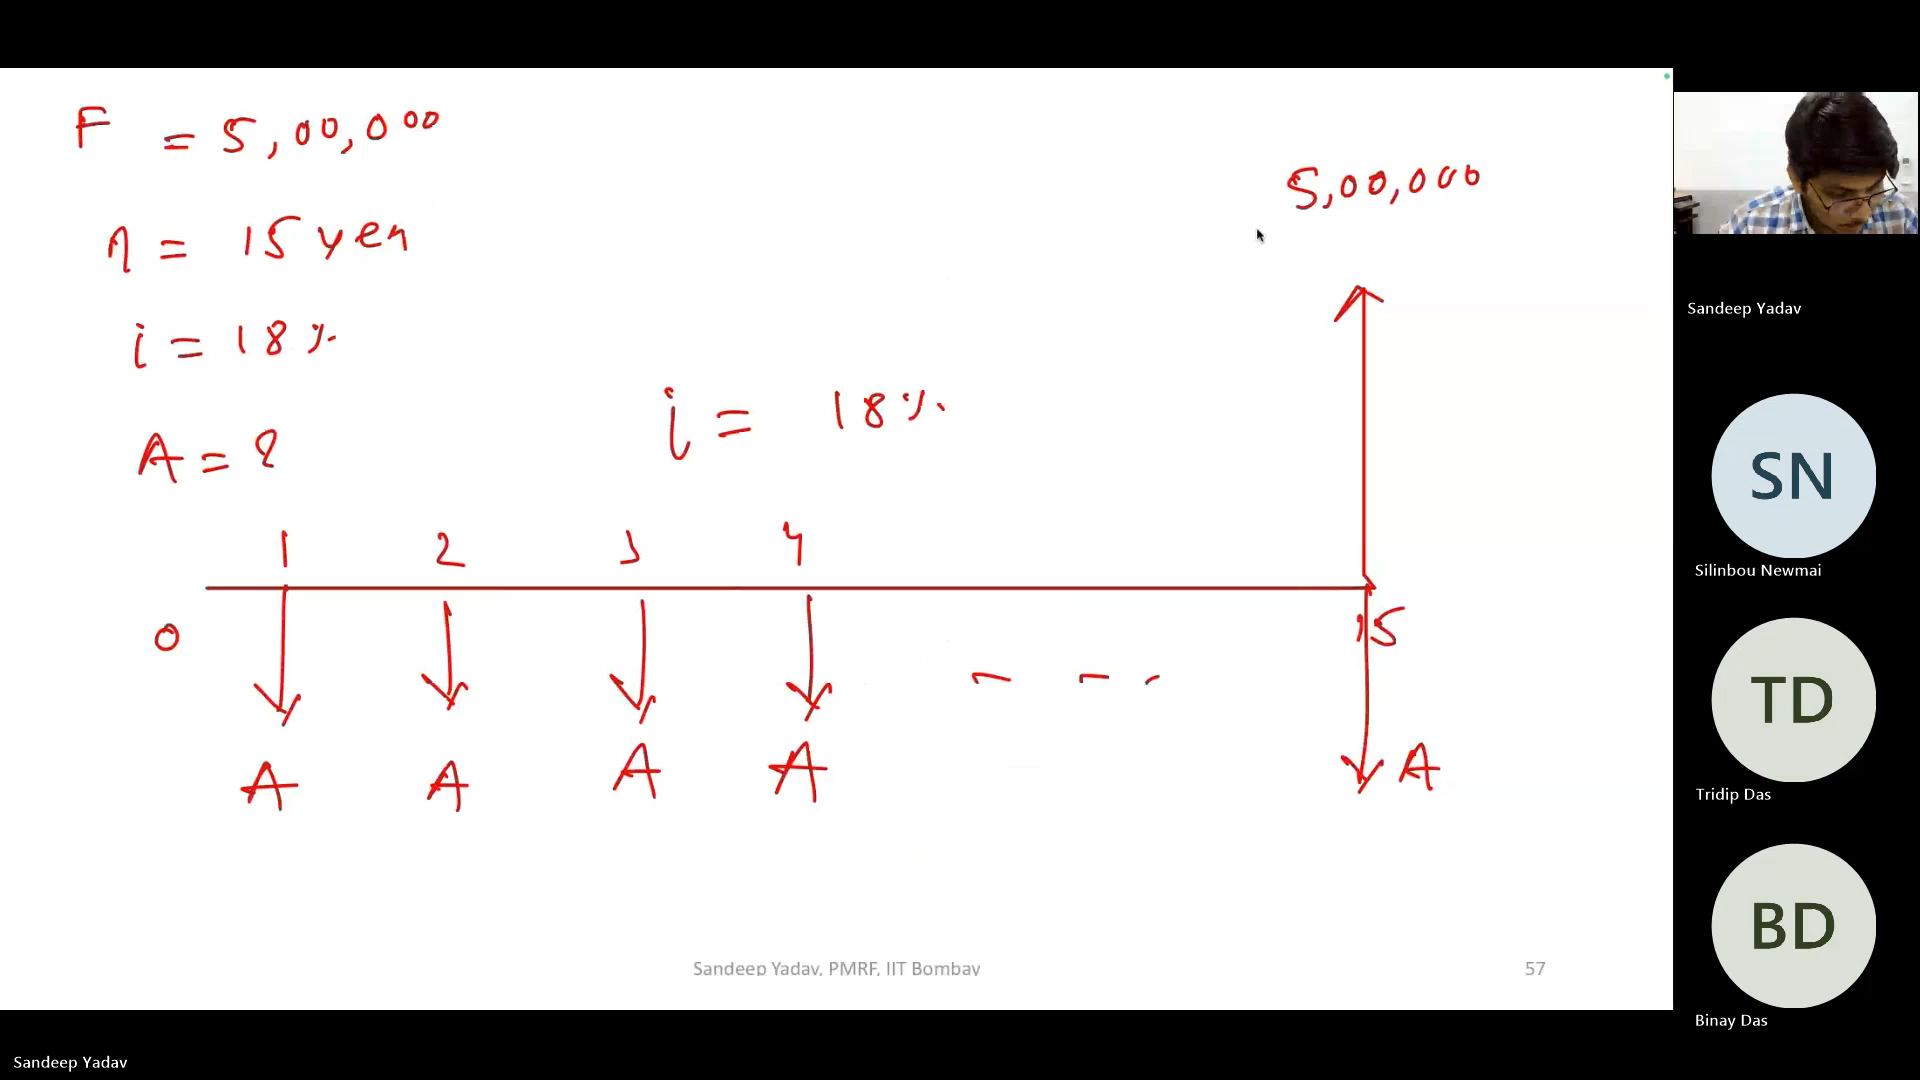 F = 5,00,000
n = 15 year
i = 18 %
A = ?
i = 18 %
5,00,000
1 2 3 4
0
15
A A A A A
Sandeep Yadav, PMRF, IIT Bombay
57
Sandeep Yadav
SN
Silinbou Newmai
TD
Tridip Das
BD
Binay Das
Sandeep Yadav